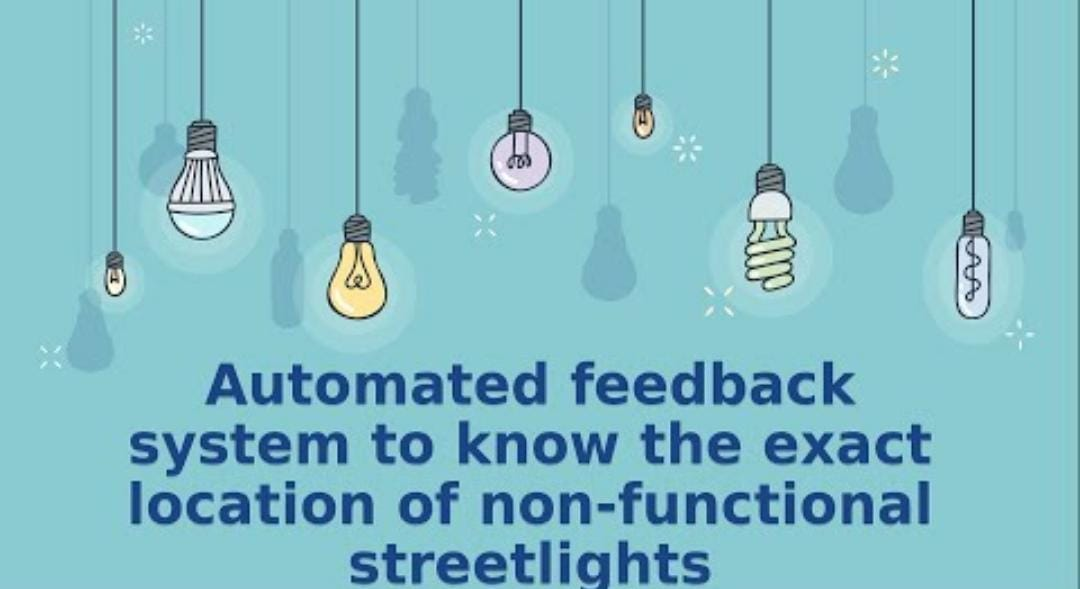 Automated feedback
system to know the exact
location of non-functional
streetlights